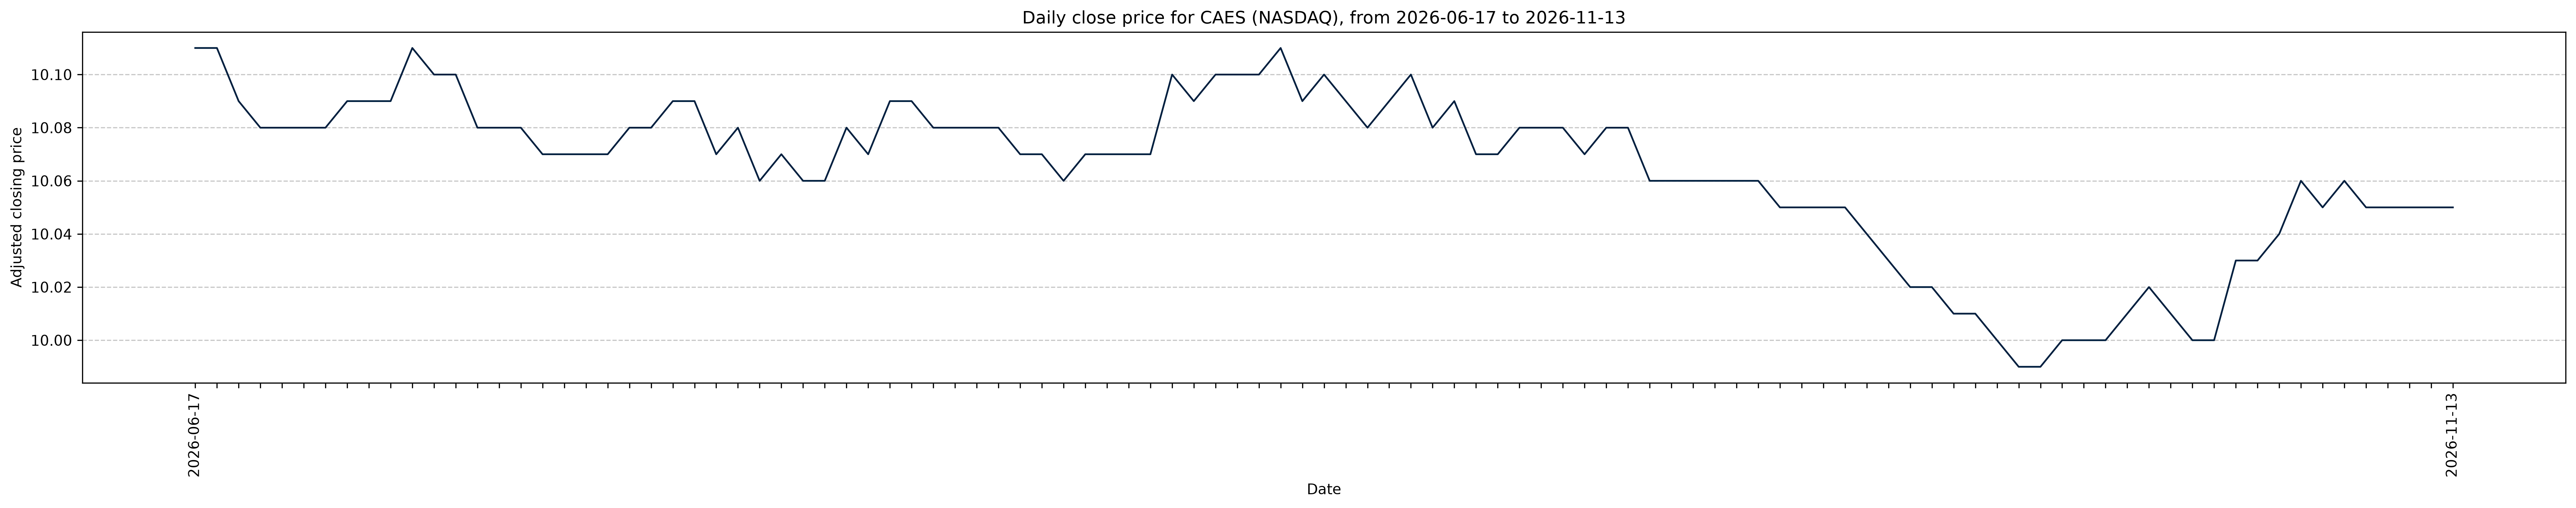 Daily close price for CAES (NASDAQ), from 2026-06-17 to 2026-11-13
Adjusted closing price
10.10
10.08
10.06
10.04
10.02
10.00
2026-06-17
2026-11-13
Date